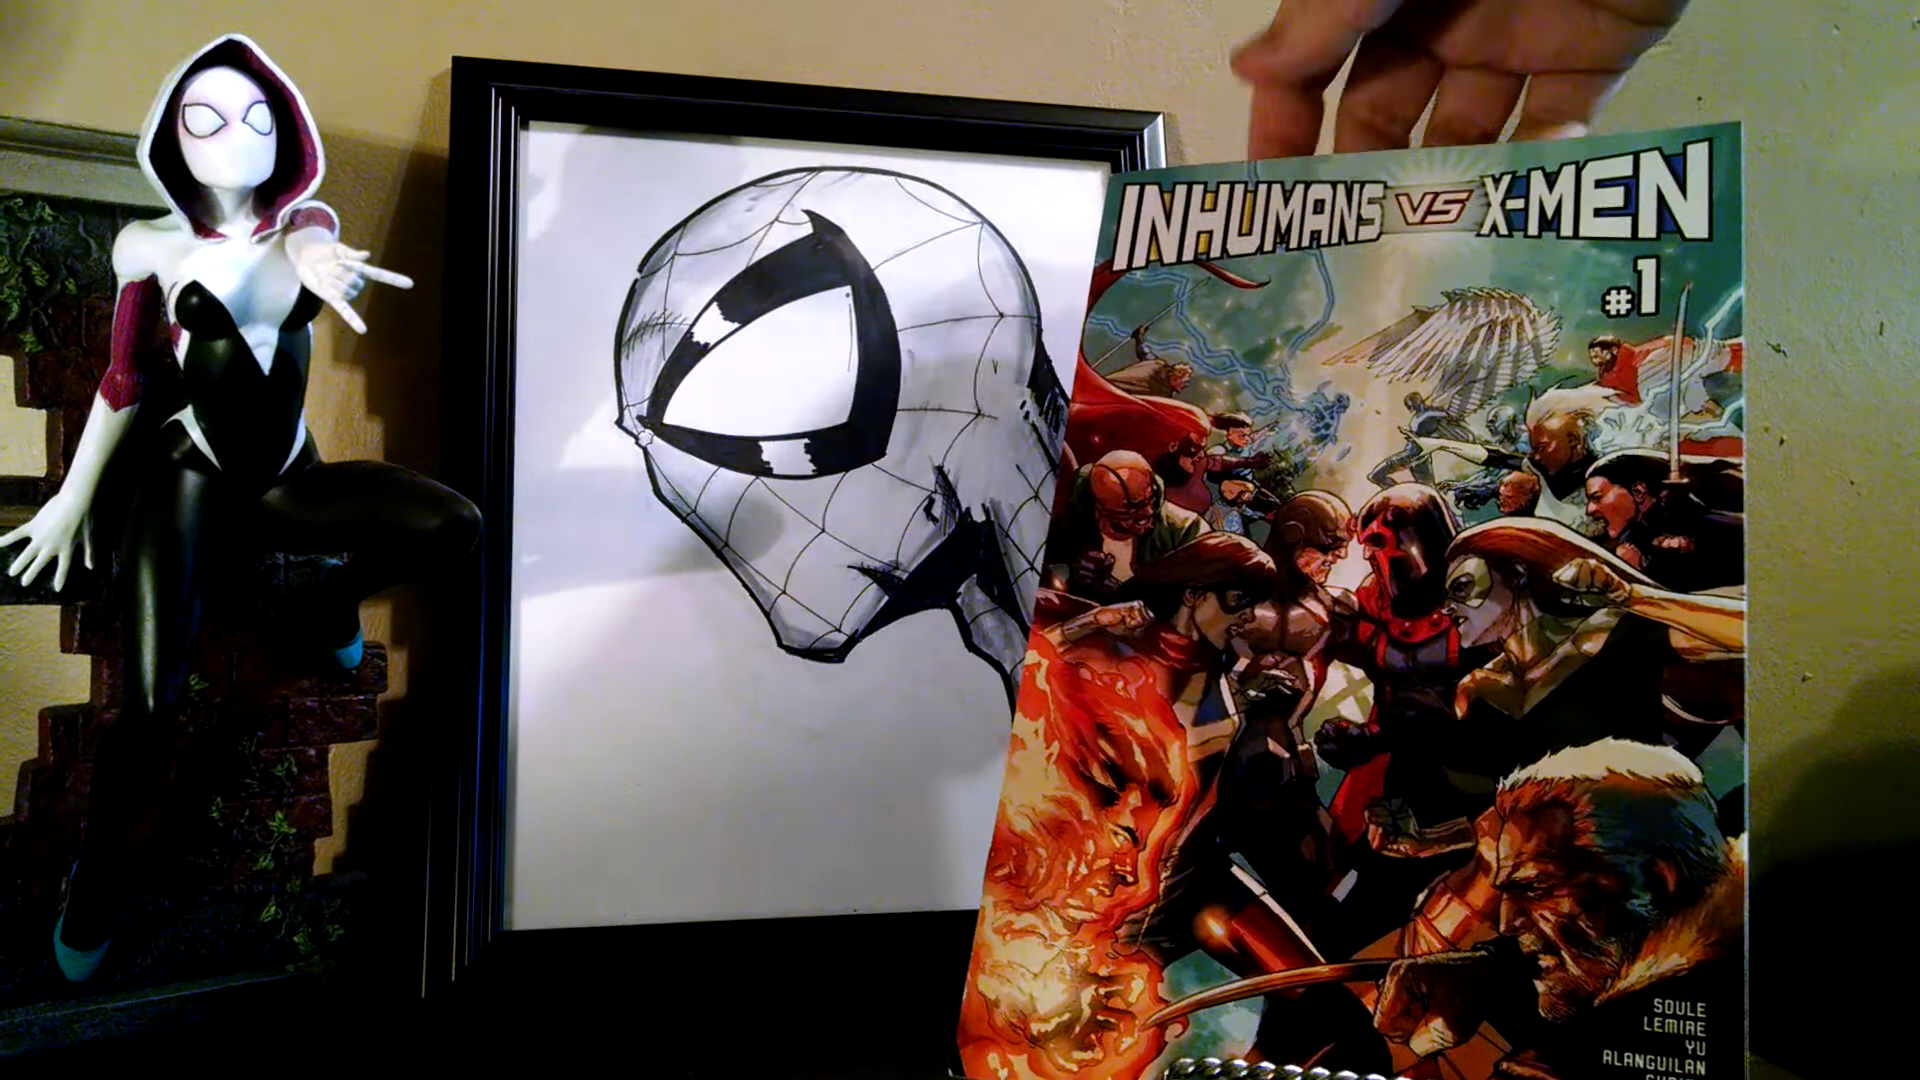 INHUMANS VS X-MEN
#1
SOULE
LEMIRE
YU
ALANGUILAN